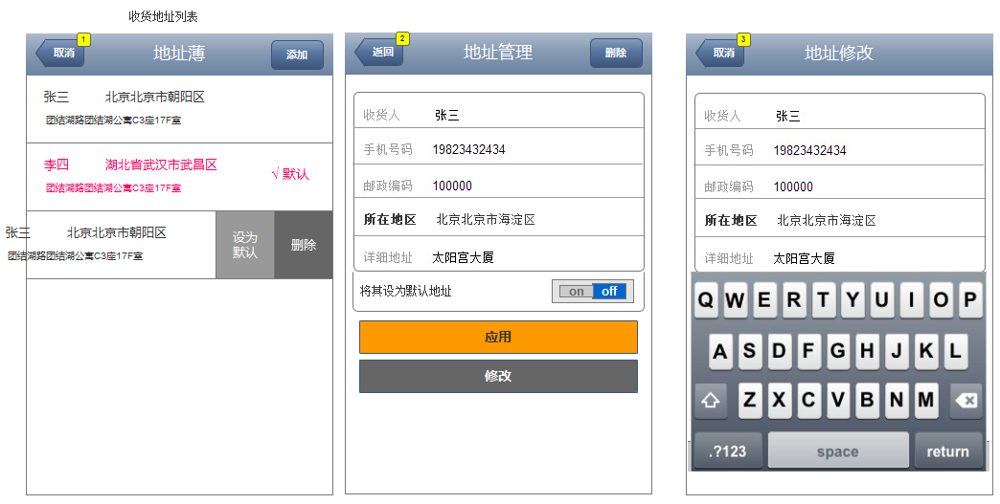 收货地址列表
取消
1
地址薄
添加
张三 北京北京市朝阳区
团结湖路团结湖公寓C3座17F室
李四 湖北省武汉市武昌区
团结湖路团结湖公寓C3座17F室
√ 默认
张三 北京北京市朝阳区
团结湖路团结湖公寓C3座17F室
设为
默认
删除
返回
2
地址管理
删除
收货人 张三
手机号码 19823432434
邮政编码 100000
所在地区 北京北京市海淀区
详细地址 太阳宫大厦
将其设为默认地址 on off
应用
修改
取消
3
地址修改
收货人 张三
手机号码 19823432434
邮政编码 100000
所在地区 北京北京市海淀区
详细地址 太阳宫大厦
Q W E R T Y U I O P
A S D F G H J K L
Z X C V B N M
.?123 space return